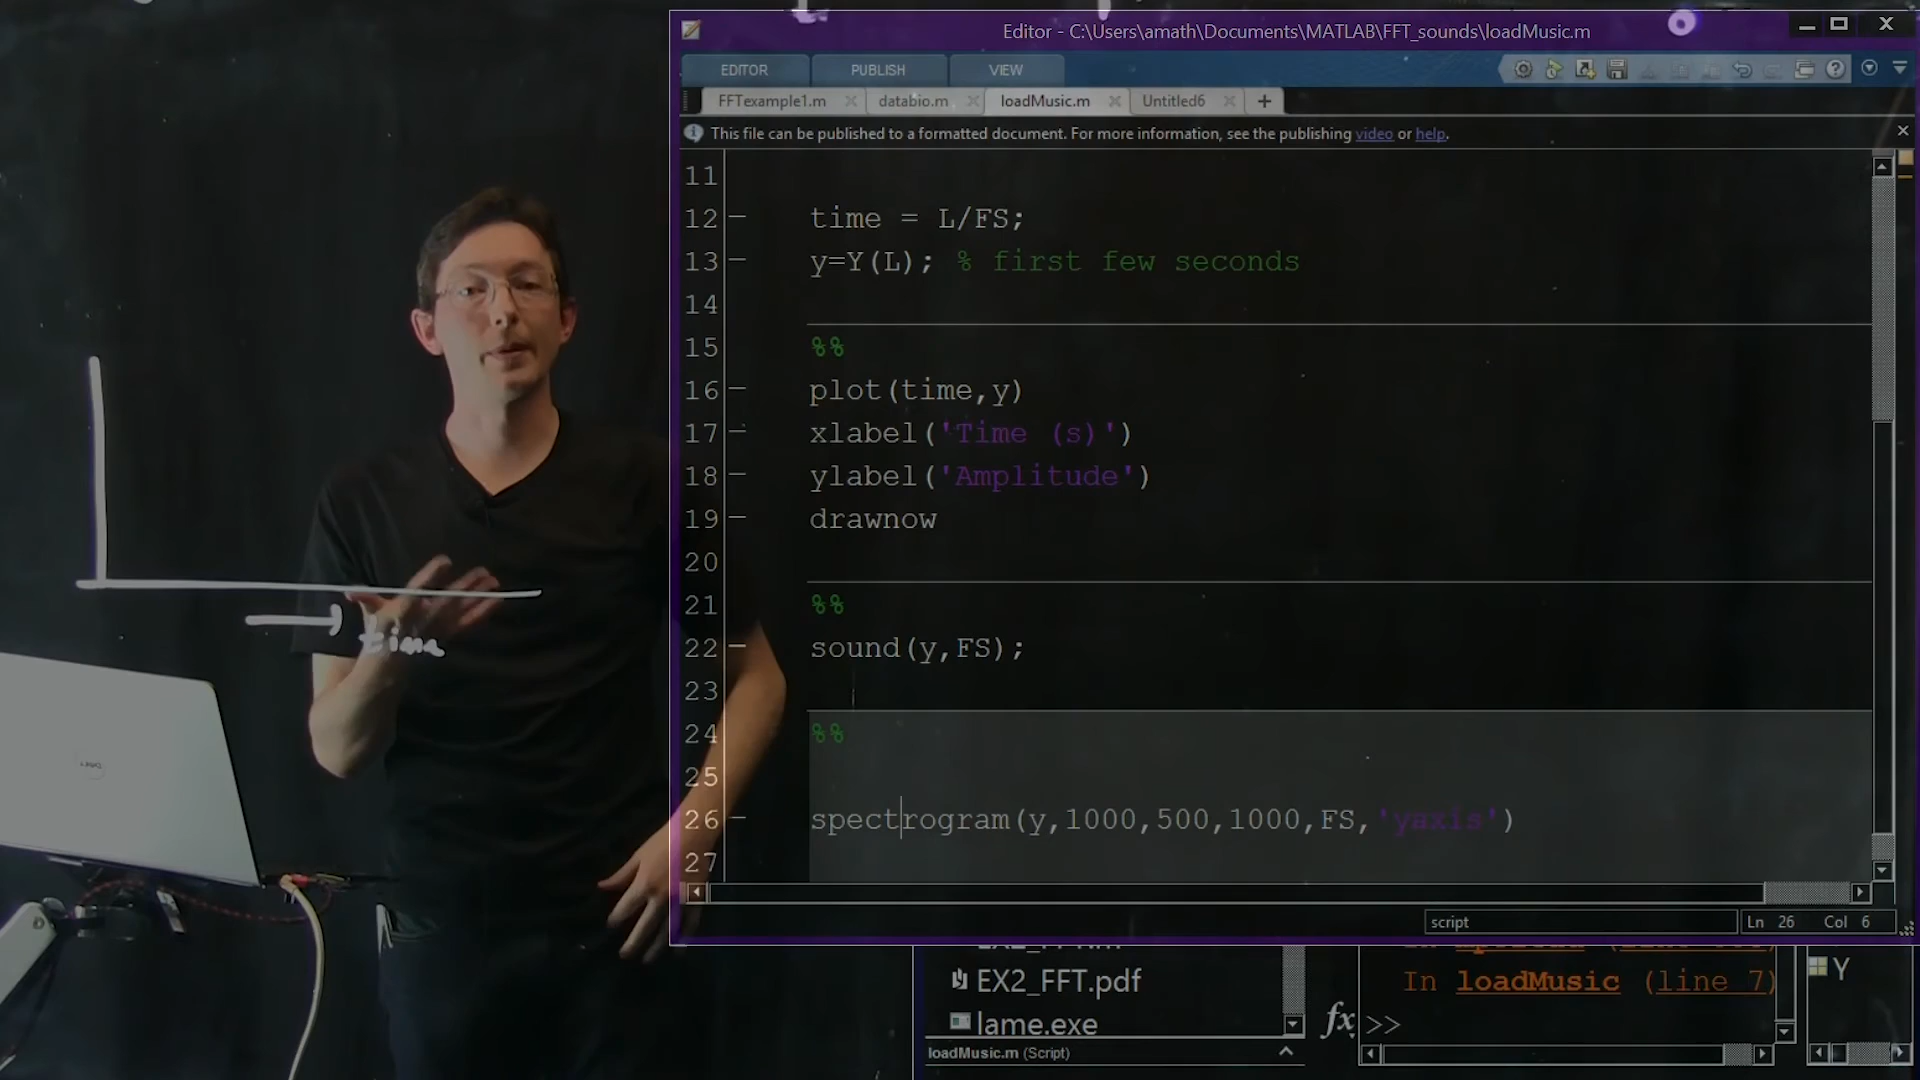 Editor - C:\Users\amath\Documents\MATLAB\FFT_sounds\loadMusic.m
EDITOR PUBLISH VIEW
FFTexample1.m databio.m loadMusic.m Untitled6
This file can be published to a formatted document. For more information, see the publishing video or help.
11
12 time = L/FS;
13 y=Y(L); % first few seconds
14
15 %%
16 plot(time,y)
17 xlabel('Time (s)')
18 ylabel('Amplitude')
19 drawnow
20
21 %%
22 sound(y,FS);
23
24 %%
25
26 spectrogram(y,1000,500,1000,FS,'yaxis')
27
time
script Ln 26 Col 6
EX2_FFT.pdf
lame.exe
loadMusic.m (Script)
In loadMusic (line 7)
fx >>
Y